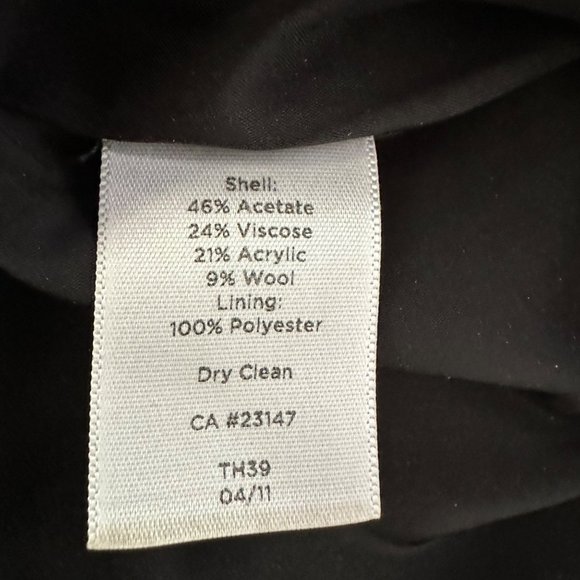 Shell:
46% Acetate
24% Viscose
21% Acrylic
9% Wool
Lining:
100% Polyester
Dry Clean
CA #23147
TH39
04/11